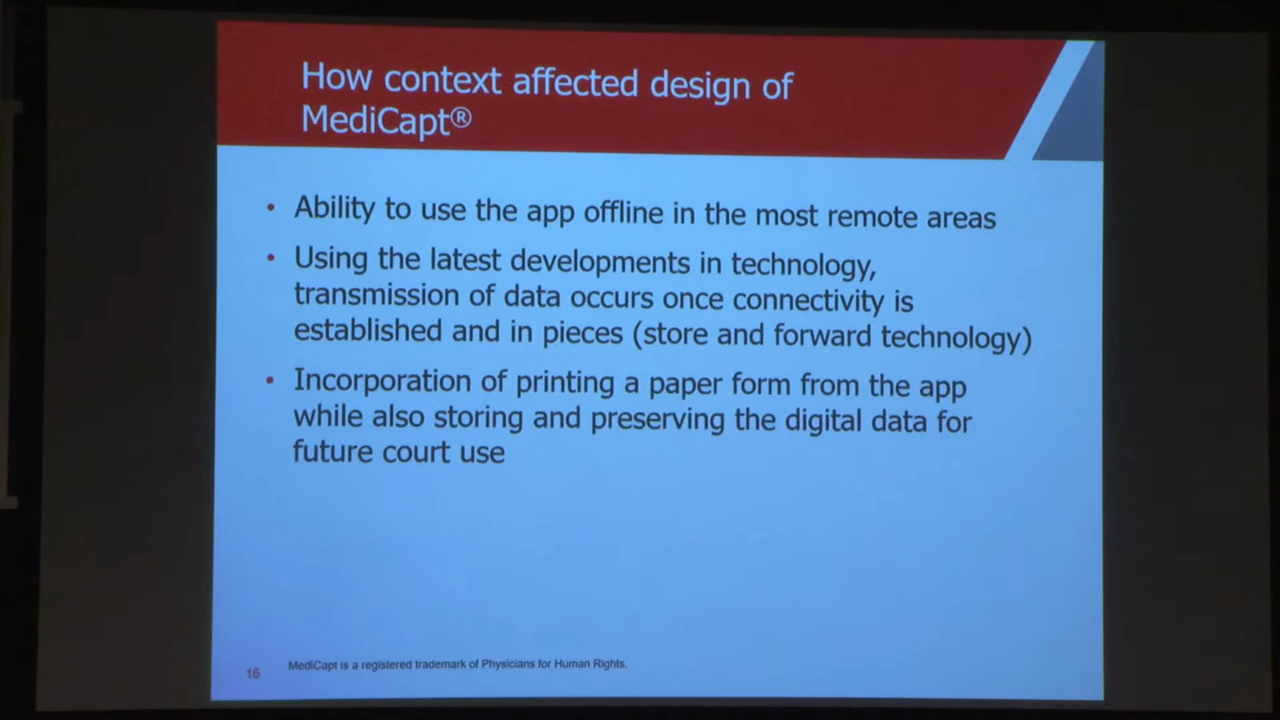 How context affected design of
MediCapt®
• Ability to use the app offline in the most remote areas
• Using the latest developments in technology,
transmission of data occurs once connectivity is
established and in pieces (store and forward technology)
• Incorporation of printing a paper form from the app
while also storing and preserving the digital data for
future court use
16
MediCapt is a registered trademark of Physicians for Human Rights.